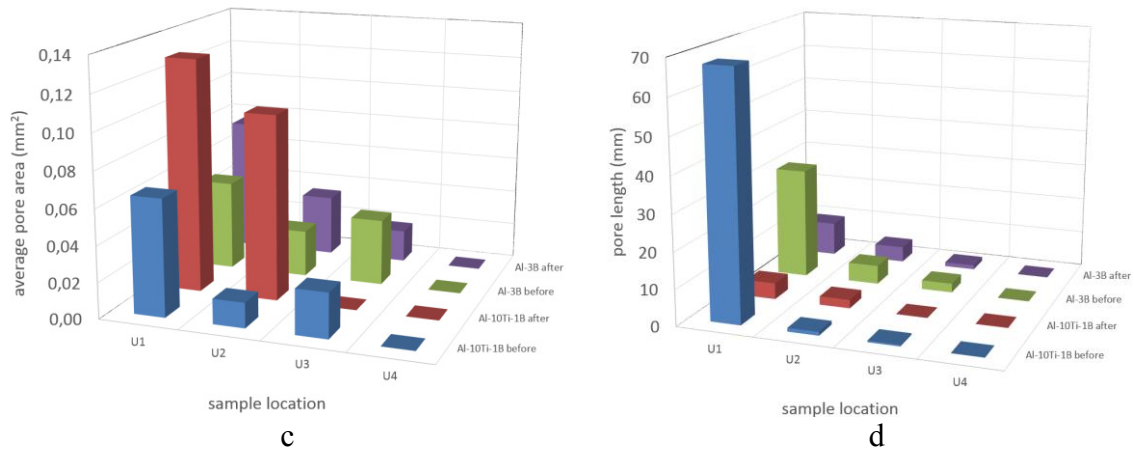 0,14
0,12
0,10
0,08
0,06
0,04
0,02
0,00
average pore area (mm²)
U1
U2
U3
U4
Al-3B after
Al-3B before
Al-10Ti-1B after
Al-10Ti-1B before
sample location
c
70
60
50
40
30
20
10
0
pore length (mm)
U1
U2
U3
U4
Al-3B after
Al-3B before
Al-10Ti-1B after
Al-10Ti-1B before
sample location
d